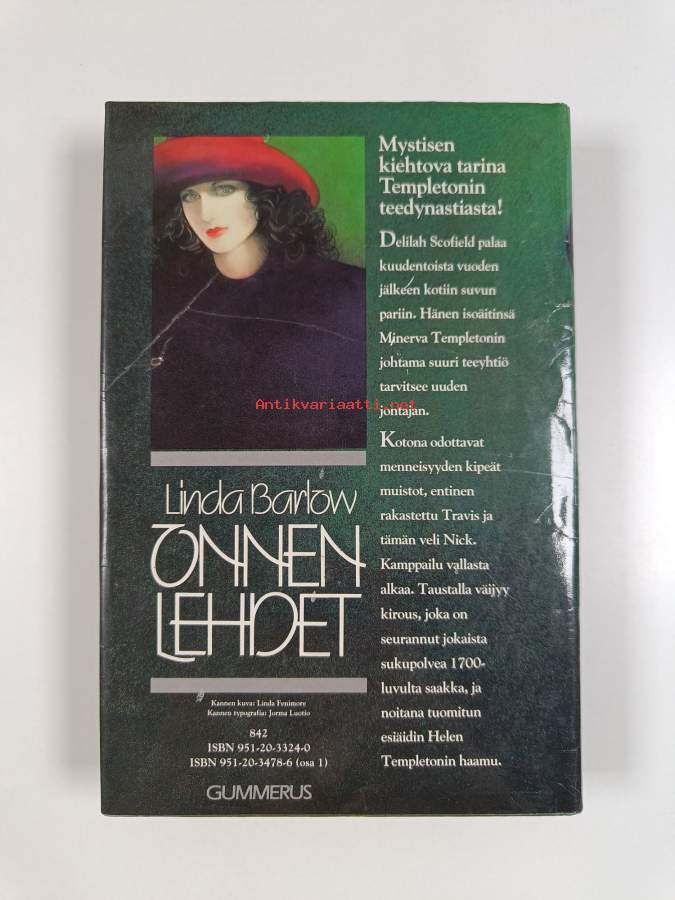 Mystisen
kiehtova tarina
Templetonin
teedynastiasta!
Delilah Scofield palaa
kuudentoista vuoden
jälkeen kotiin suvun
pariin. Hänen isoäitinsä
Minerva Templetonin
johtama suuri teeyhtiö
tarvitsee uuden
johtajan.
Kotona odottavat
menneisyyden kipeät
muistot, entinen
rakastettu Travis ja
tämän veli Nick.
Kamppailu vallasta
alkaa. Taustalla väijyy
kirous, joka on
seurannut jokaista
sukupolvea 1700-
luvulta saakka, ja
noitana tuomitun
esiäidin Helen
Templetonin haamu.
Antikvariaatti.net
Linda Barlow
ONNEN
LEHDET
Kannen kuva: Linda Fenimore
Kannen typografia: Jorma Luotio
842
ISBN 951-20-3324-0
ISBN 951-20-3478-6 (osa 1)
GUMMERUS